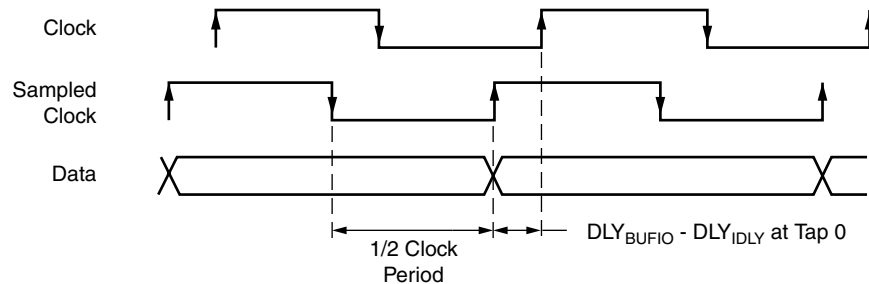 Clock
Sampled
Clock
Data
1/2 Clock
Period
DLY_BUFIO - DLY_IDLY at Tap 0